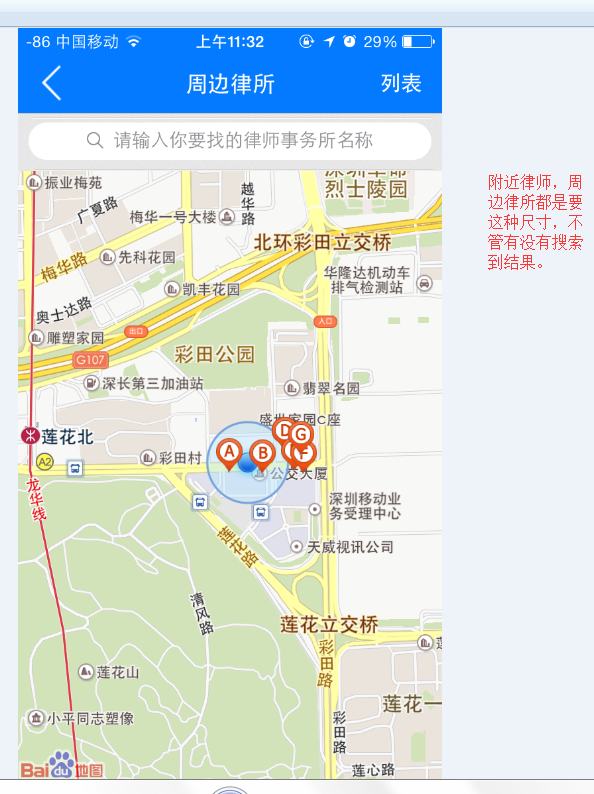 -86 中国移动
上午11:32
29%
周边律所
列表
请输入你要找的律师事务所名称
附近律师，周
边律所都是要
这种尺寸，不
管有没有搜索
到结果。
烈士陵园
振业梅苑
广夏路
越华路
梅华一号大楼
北环彩田立交桥
先科花园
梅华路
华隆达机动车
排气检测站
凯丰花园
奥士达路
入口
出口
雕塑家园
G107
彩田公园
深长第三加油站
翡翠名园
盛世家园C座
莲花北
D
G
A
B
F
A2
彩田村
公交大厦
龙华线
深圳移动业
务受理中心
莲花路
天威视讯公司
清风路
莲花立交桥
彩田路
莲花山
莲花一
小平同志塑像
彩田路
Bai du 地图
莲心路